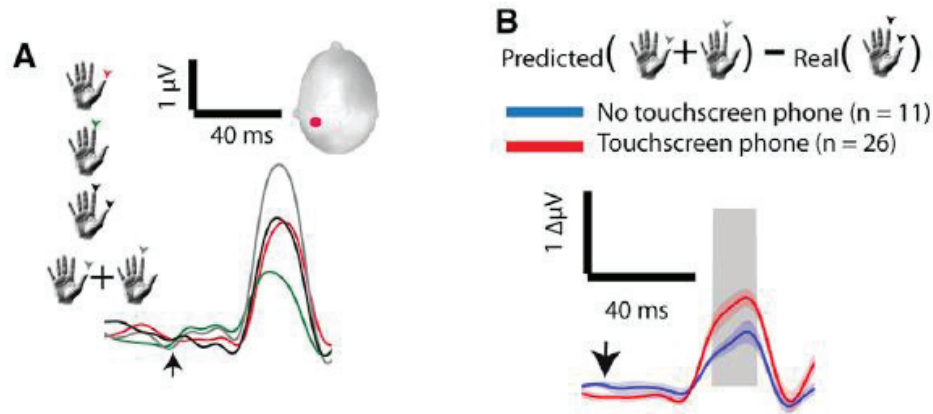 A
1 µV
40 ms
+
B
Predicted( + ) − Real( )
No touchscreen phone (n = 11)
Touchscreen phone (n = 26)
1 ΔµV
40 ms